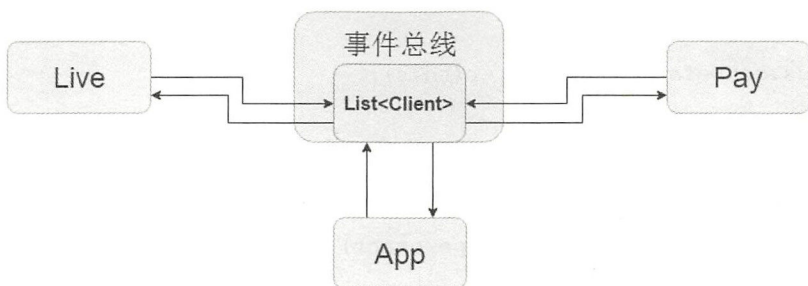 事件总线
Live
List<Client>
Pay
App